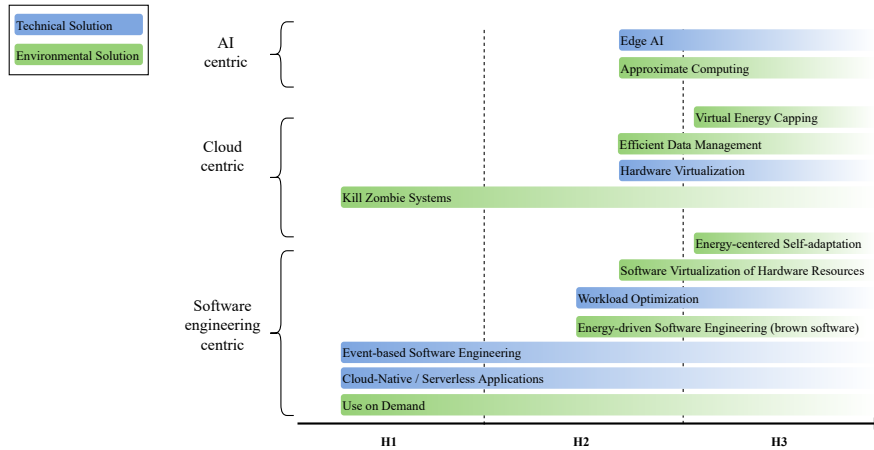 Technical Solution
Environmental Solution
AI
centric
Edge AI
Approximate Computing
Cloud
centric
Virtual Energy Capping
Efficient Data Management
Hardware Virtualization
Kill Zombie Systems
Software
engineering
centric
Energy-centered Self-adaptation
Software Virtualization of Hardware Resources
Workload Optimization
Energy-driven Software Engineering (brown software)
Event-based Software Engineering
Cloud-Native / Serverless Applications
Use on Demand
H1
H2
H3